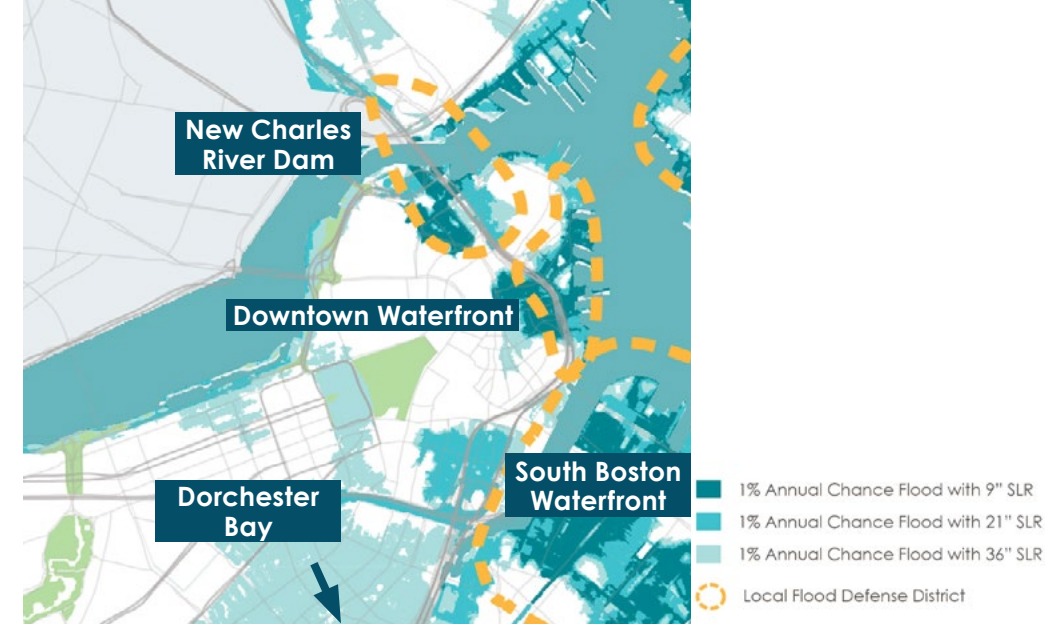 New Charles
River Dam
Downtown Waterfront
South Boston
Waterfront
Dorchester
Bay
1% Annual Chance Flood with 9” SLR
1% Annual Chance Flood with 21” SLR
1% Annual Chance Flood with 36” SLR
Local Flood Defense District